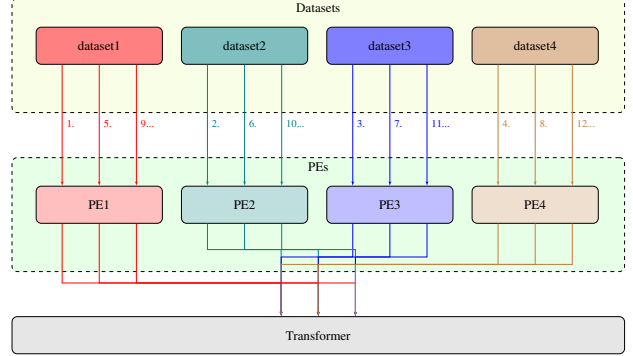 Datasets
dataset1 dataset2 dataset3 dataset4
1. 5. 9... 2. 6. 10... 3. 7. 11... 4. 8. 12...
PEs
PE1 PE2 PE3 PE4
Transformer